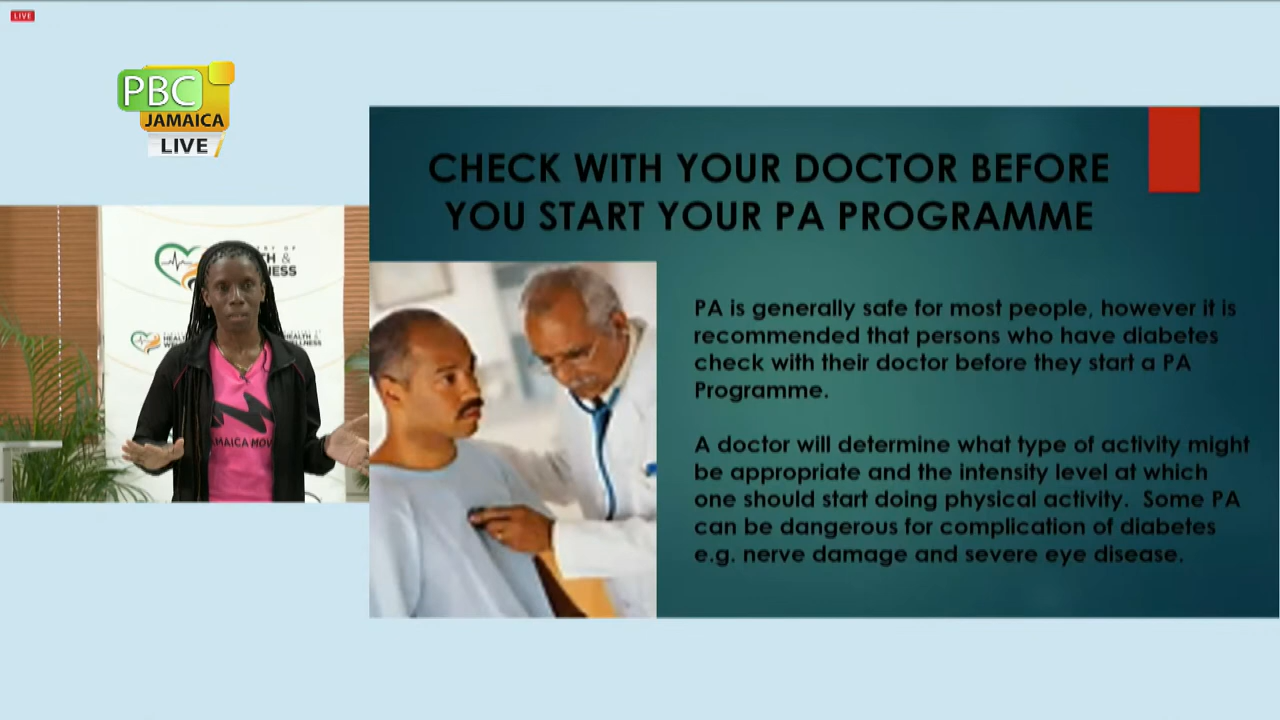 LIVE
PBC
JAMAICA
LIVE
CHECK WITH YOUR DOCTOR BEFORE
YOU START YOUR PA PROGRAMME
PA is generally safe for most people, however it is
recommended that persons who have diabetes
check with their doctor before they start a PA
Programme.
A doctor will determine what type of activity might
be appropriate and the intensity level at which
one should start doing physical activity. Some PA
can be dangerous for complication of diabetes
e.g. nerve damage and severe eye disease.
HEALTH &
JAMAICA MOV